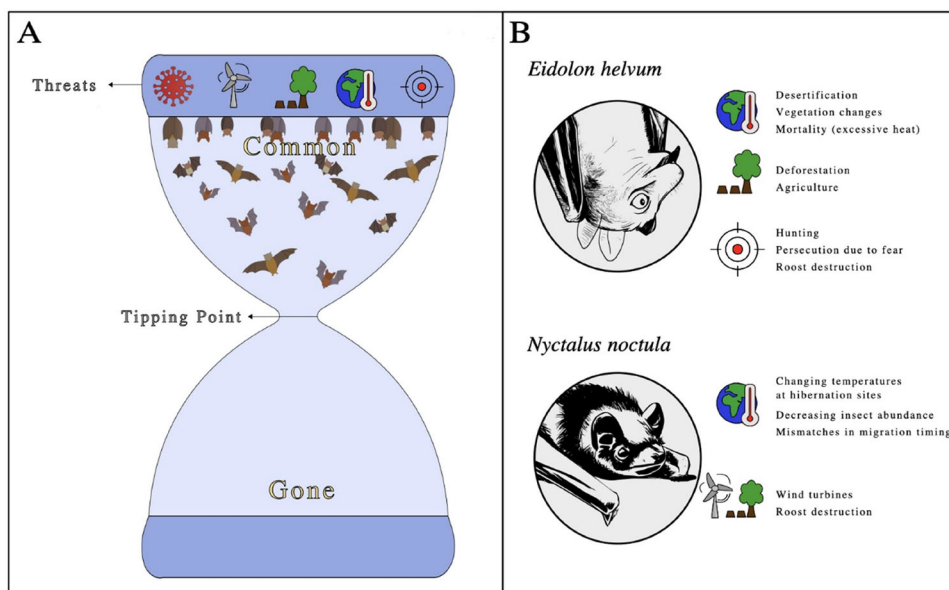 A
Threats
Common
Tipping Point
Gone
B
Eidolon helvum
Desertification
Vegetation changes
Mortality (excessive heat)
Deforestation
Agriculture
Hunting
Persecution due to fear
Roost destruction
Nyctalus noctula
Changing temperatures
at hibernation sites
Decreasing insect abundance
Mismatches in migration timing
Wind turbines
Roost destruction